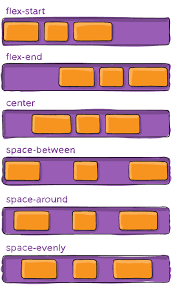 flex-start
flex-end
center
space-between
space-around
space-evenly